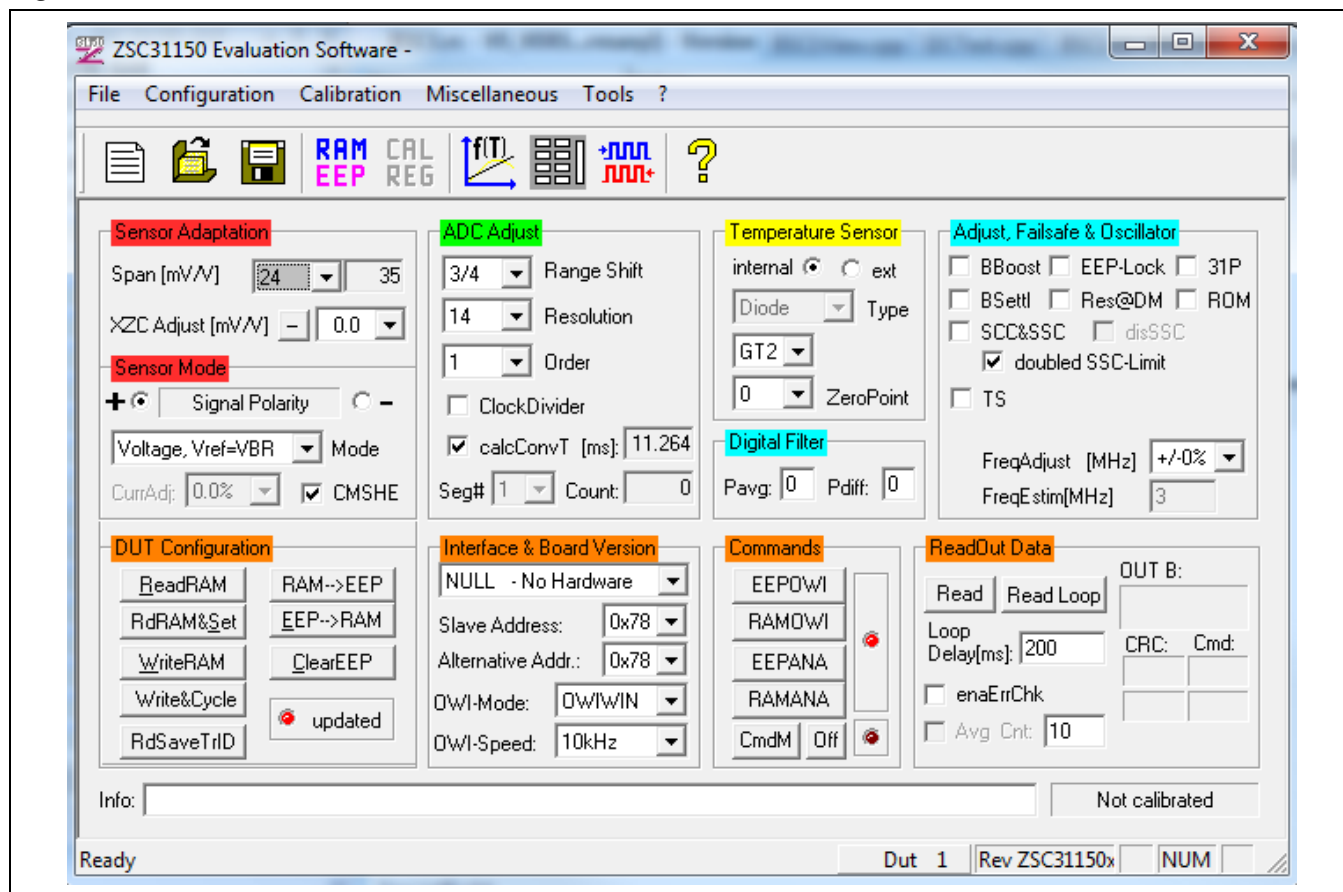 ZSC31150 Evaluation Software -
File Configuration Calibration Miscellaneous Tools ?
RAM EEP CAL REG f(T)
Sensor Adaptation
Span [mV/V] 24 35
XZC Adjust [mV/V] - 0.0
Sensor Mode
+ Signal Polarity -
Voltage, Vref=VBR Mode
CurrAdj: 0.0% CMSHE
ADC Adjust
3/4 Range Shift
14 Resolution
1 Order
ClockDivider
calcConvT [ms]: 11.264
Seg# 1 Count: 0
Temperature Sensor
internal ext
Diode Type
GT2
0 ZeroPoint
Digital Filter
Pavg: 0 Pdiff: 0
Adjust, Failsafe & Oscillator
BBoost EEP-Lock 31P
BSettl Res@DM ROM
SCC&SSC disSSC
doubled SSC-Limit
TS
FreqAdjust [MHz] +/-0%
FreqEstim[MHz] 3
DUT Configuration
ReadRAM RAM-->EEP
RdRAM&Set EEP-->RAM
WriteRAM ClearEEP
Write&Cycle
updated
RdSaveTrID
Interface & Board Version
NULL - No Hardware
Slave Address: 0x78
Alternative Addr.: 0x78
OWI-Mode: OWIWIN
OWI-Speed: 10kHz
Commands
EEPOWI
RAMOWI
EEPANA
RAMANA
CmdM Off
ReadOut Data
OUT B:
Read Read Loop
Loop
Delay[ms]: 200
CRC: Cmd:
enaErrChk
Avg Cnt: 10
Info:
Not calibrated
Ready Dut 1 Rev ZSC31150x NUM